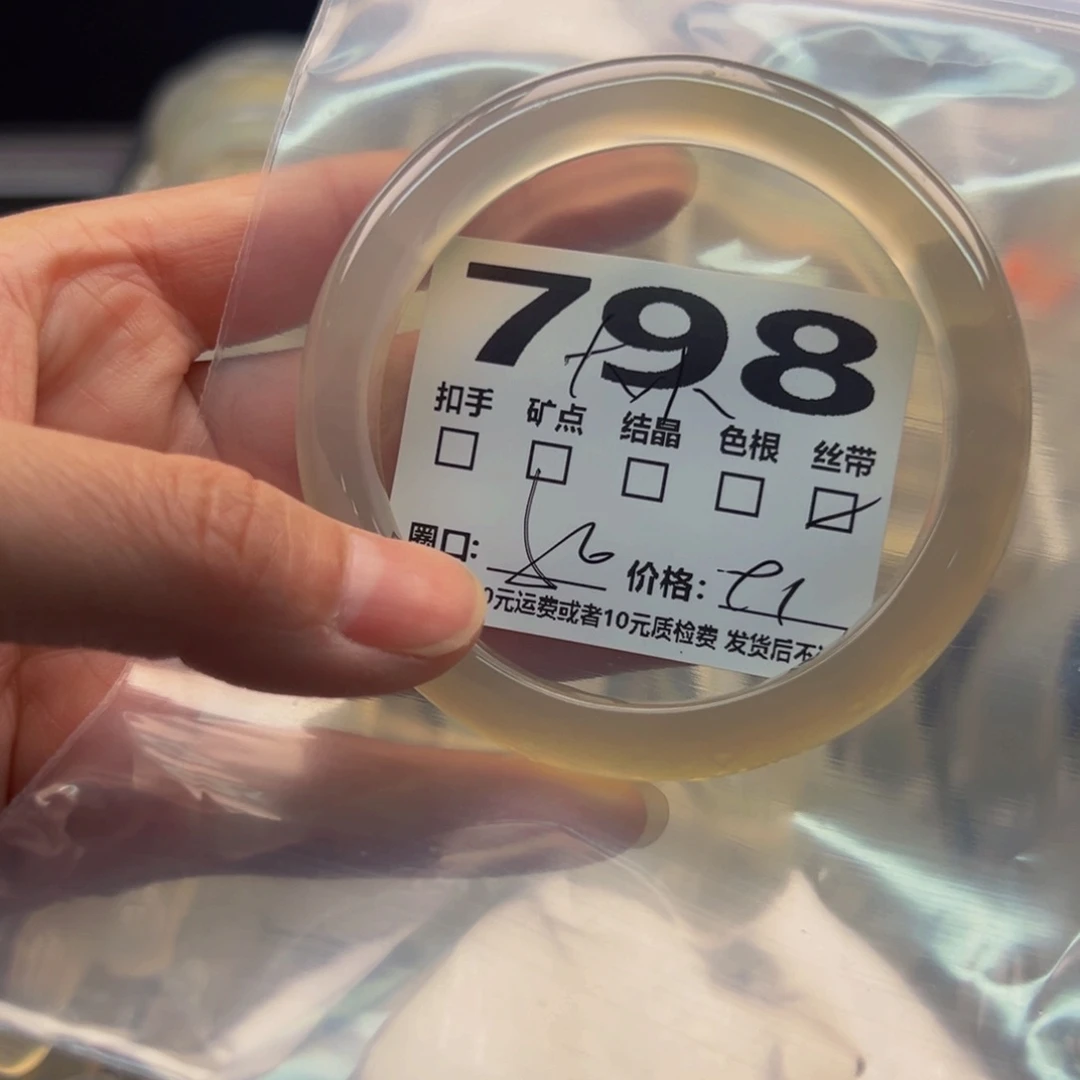 798
扣手 矿点 结晶 色根 丝带
圈口: 价格:
0元运费或者10元质检费 发货后不